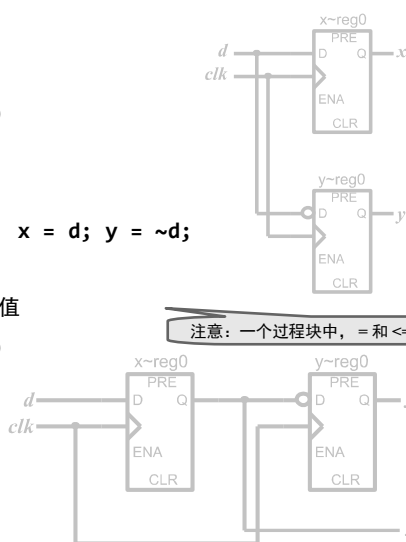 x~reg0
PRE
d
D
Q
x
clk
ENA
CLR
y~reg0
PRE
D
Q
y
ENA
CLR
x = d; y = ~d;
值
注意：一个过程块中，= 和 <=
x~reg0
y~reg0
PRE
PRE
d
D
Q
D
Q
clk
ENA
ENA
CLR
CLR